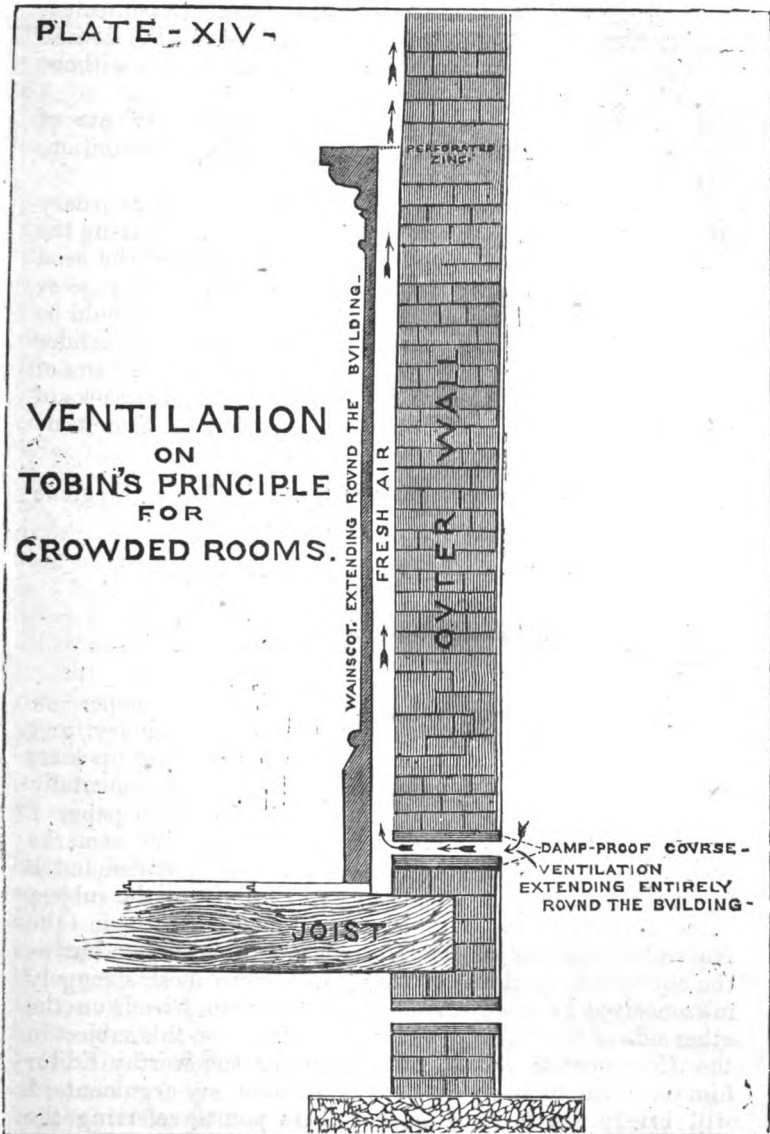 PLATE - XIV -
PERFORATED
ZINC.
VENTILATION
ON
TOBIN'S PRINCIPLE
FOR
CROWDED ROOMS.
WAINSCOT. EXTENDING ROVND THE BVILDING_
FRESH AIR
OVTER WALL
DAMP-PROOF COVRSE -
VENTILATION
EXTENDING ENTIRELY
ROVND THE BVILDING -
JOIST